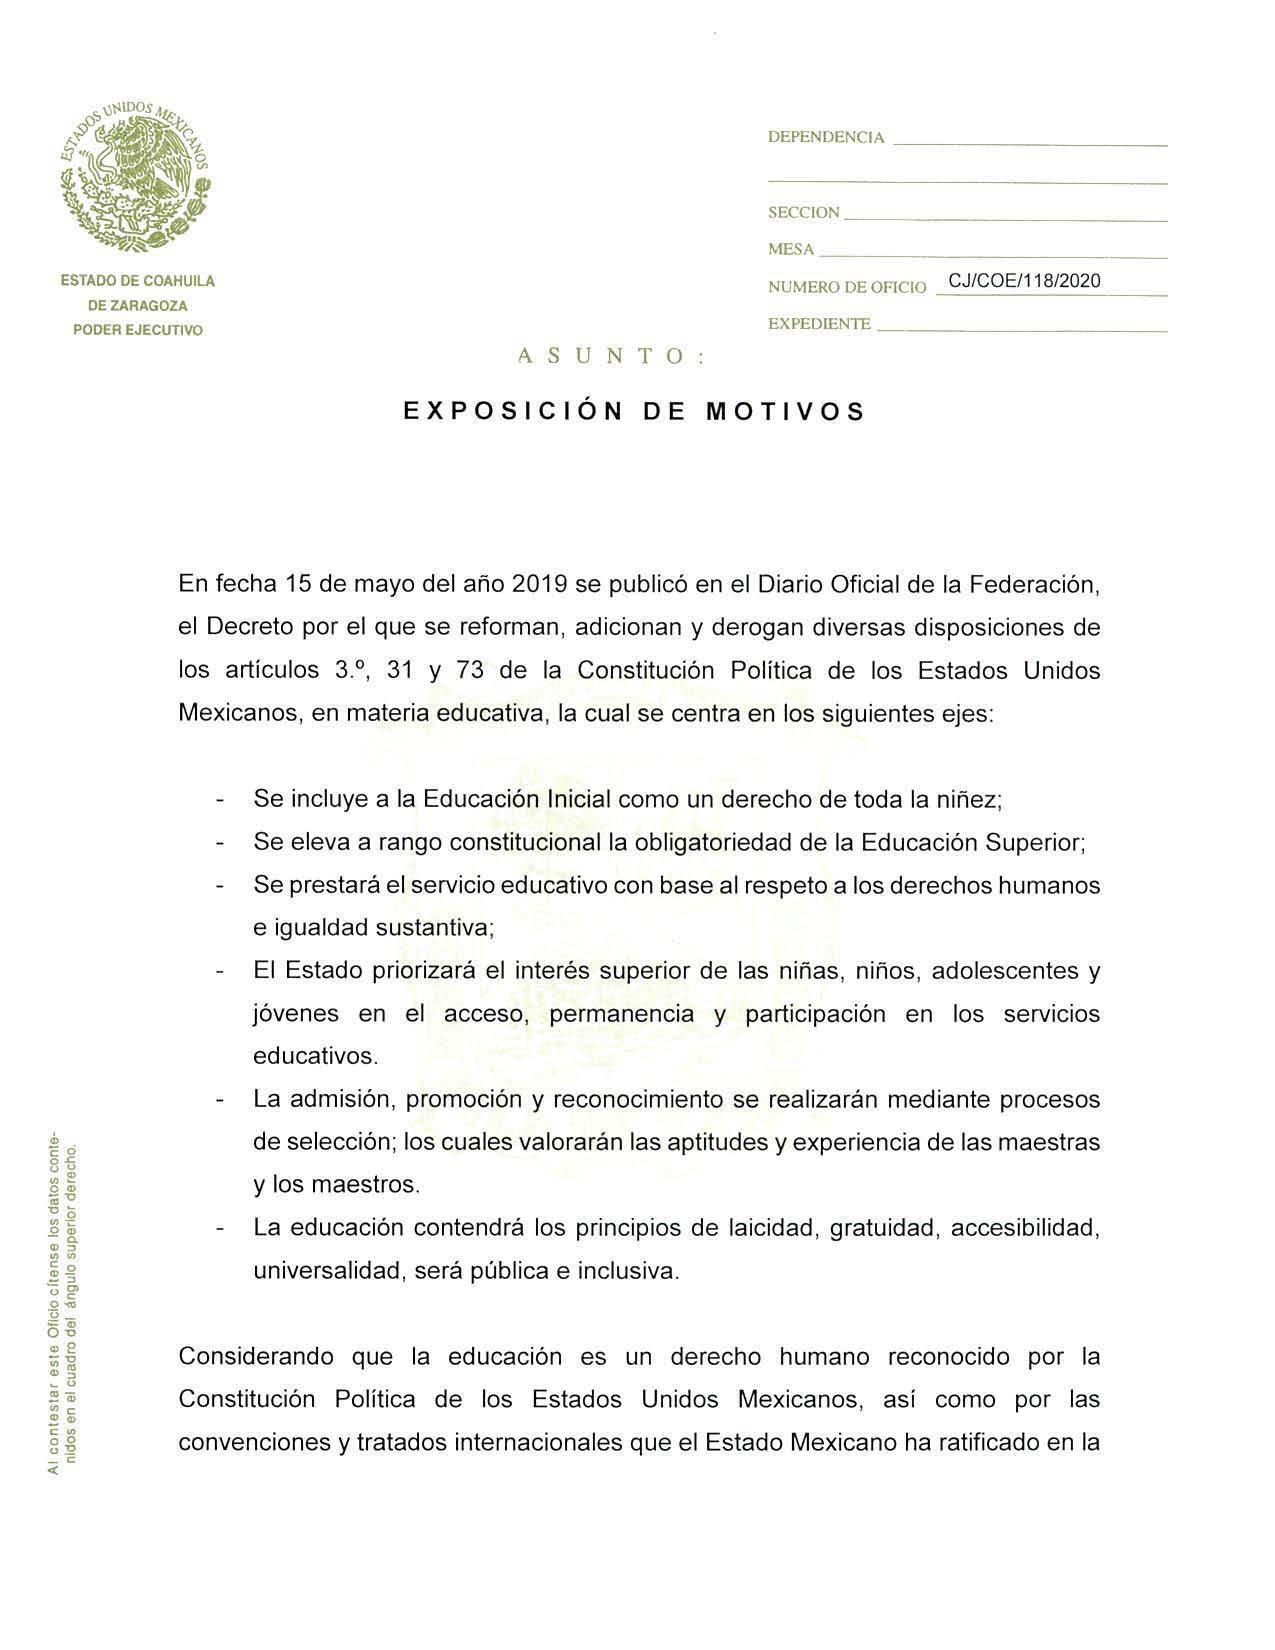 ESTADOS UNIDOS MEXICANOS
ESTADO DE COAHUILA
DE ZARAGOZA
PODER EJECUTIVO
DEPENDENCIA
SECCION
MESA
NUMERO DE OFICIO CJ/COE/118/2020
EXPEDIENTE
A S U N T O :
EXPOSICIÓN DE MOTIVOS
En fecha 15 de mayo del año 2019 se publicó en el Diario Oficial de la Federación,
el Decreto por el que se reforman, adicionan y derogan diversas disposiciones de
los artículos 3.º, 31 y 73 de la Constitución Política de los Estados Unidos
Mexicanos, en materia educativa, la cual se centra en los siguientes ejes:
- Se incluye a la Educación Inicial como un derecho de toda la niñez;
- Se eleva a rango constitucional la obligatoriedad de la Educación Superior;
- Se prestará el servicio educativo con base al respeto a los derechos humanos
e igualdad sustantiva;
- El Estado priorizará el interés superior de las niñas, niños, adolescentes y
jóvenes en el acceso, permanencia y participación en los servicios
educativos.
- La admisión, promoción y reconocimiento se realizarán mediante procesos
de selección; los cuales valorarán las aptitudes y experiencia de las maestras
y los maestros.
- La educación contendrá los principios de laicidad, gratuidad, accesibilidad,
universalidad, será pública e inclusiva.
Considerando que la educación es un derecho humano reconocido por la
Constitución Política de los Estados Unidos Mexicanos, así como por las
convenciones y tratados internacionales que el Estado Mexicano ha ratificado en la
Al contestar este Oficio cítense los datos conte-
nidos en el cuadro del ángulo superior derecho.